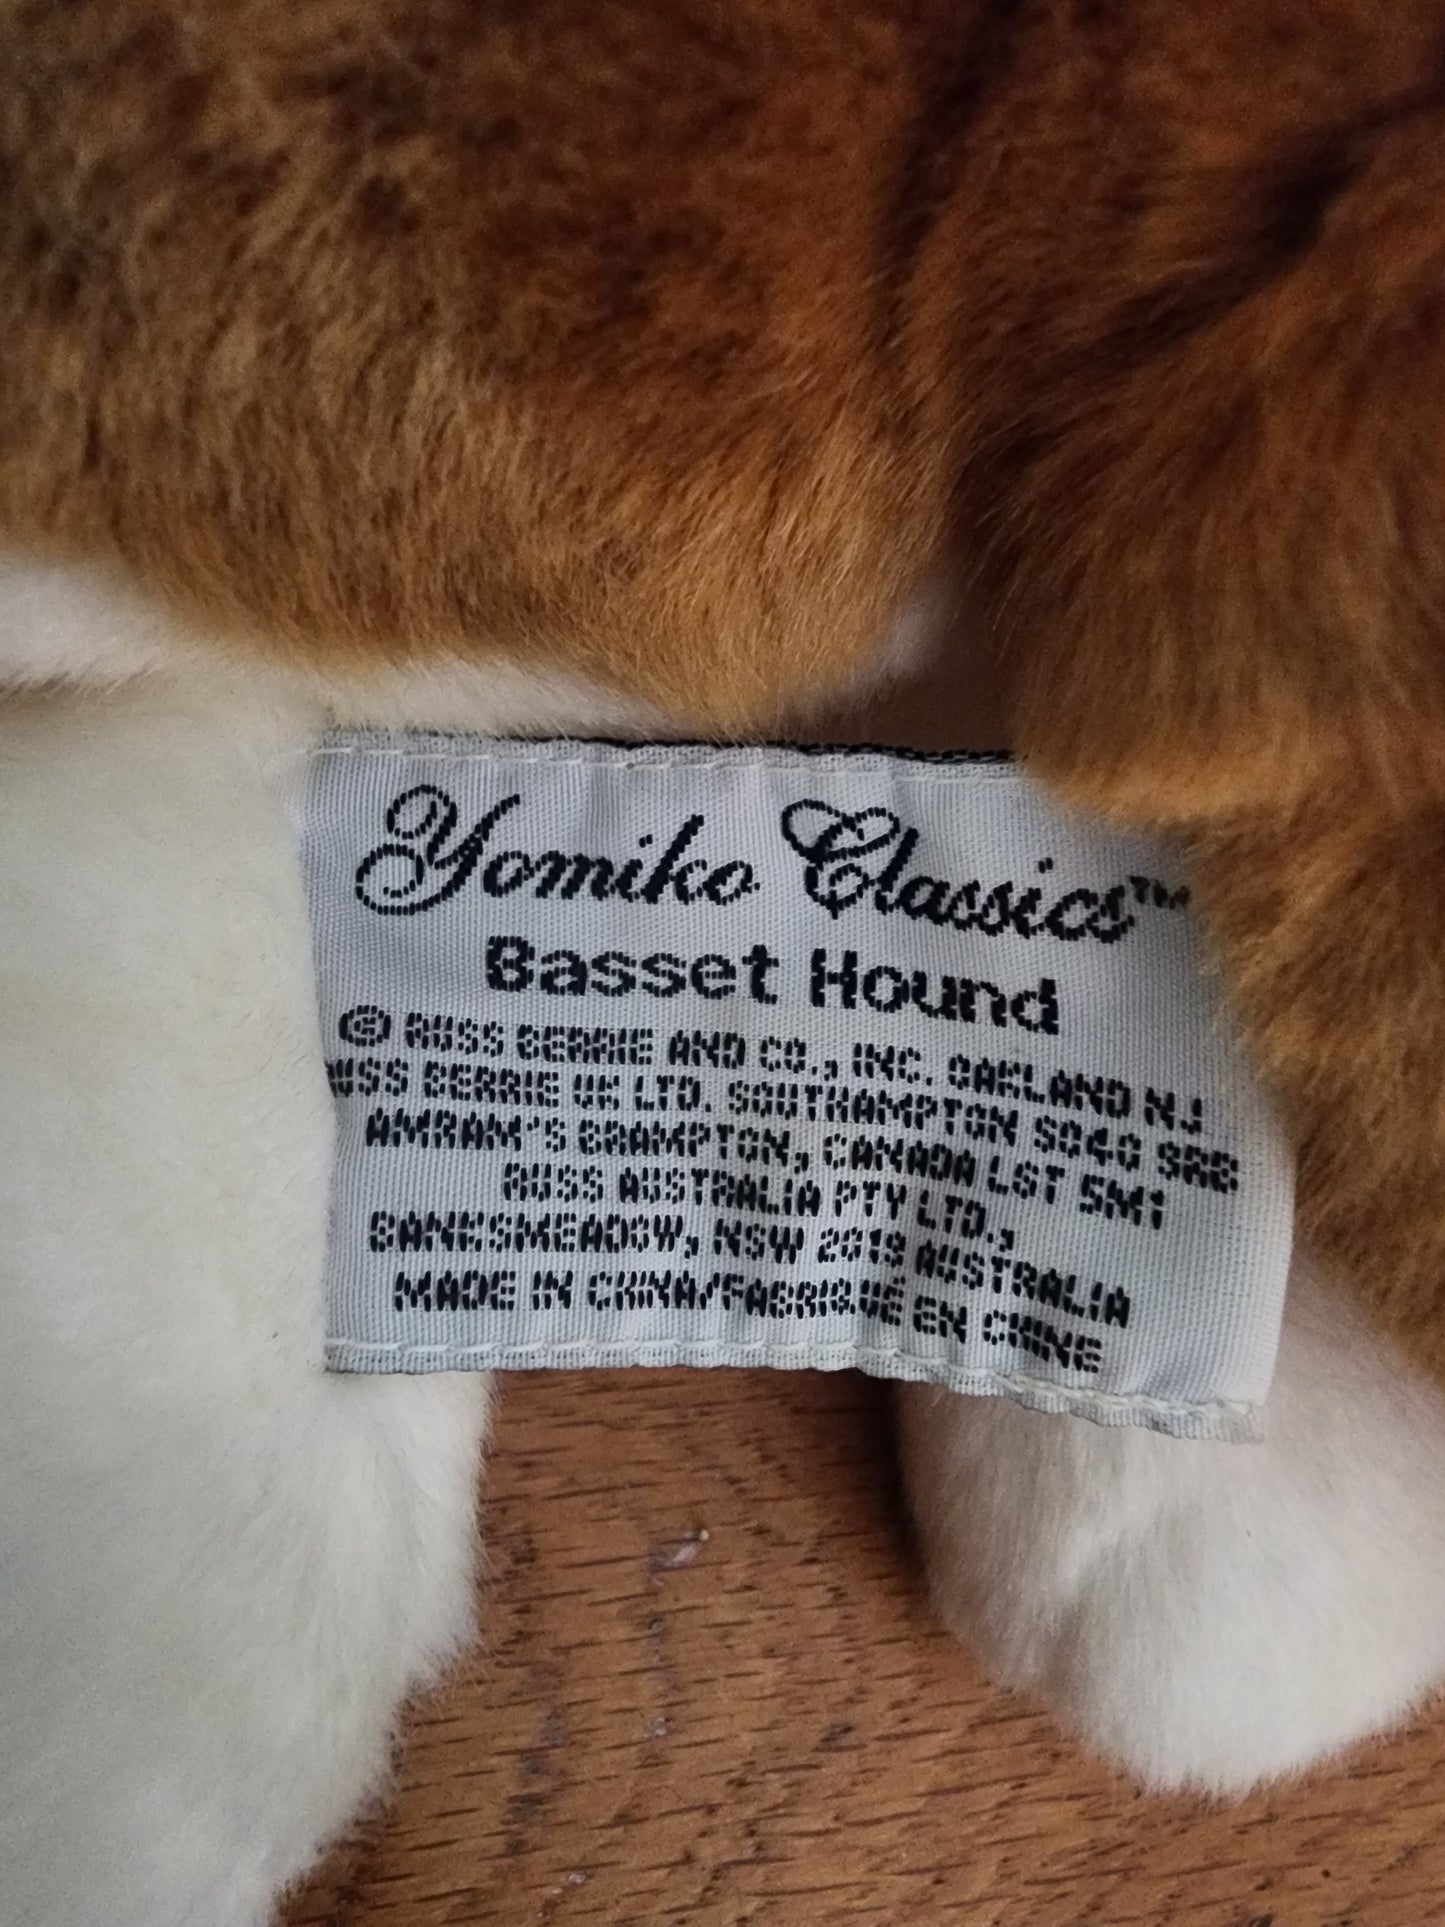 Yomiko Classics™
Basset Hound
© RUSS BERRIE AND CO., INC. OAKLAND NJ
RUSS BERRIE UK LTD. SOUTHAMPTON SO40 9RB
AMRAM'S BRAMPTON, CANADA L6T 5M1
RUSS AUSTRALIA PTY LTD.,
BANKSMEADOW, NSW 2019 AUSTRALIA
MADE IN CHINA/FABRIQUÉ EN CHINE